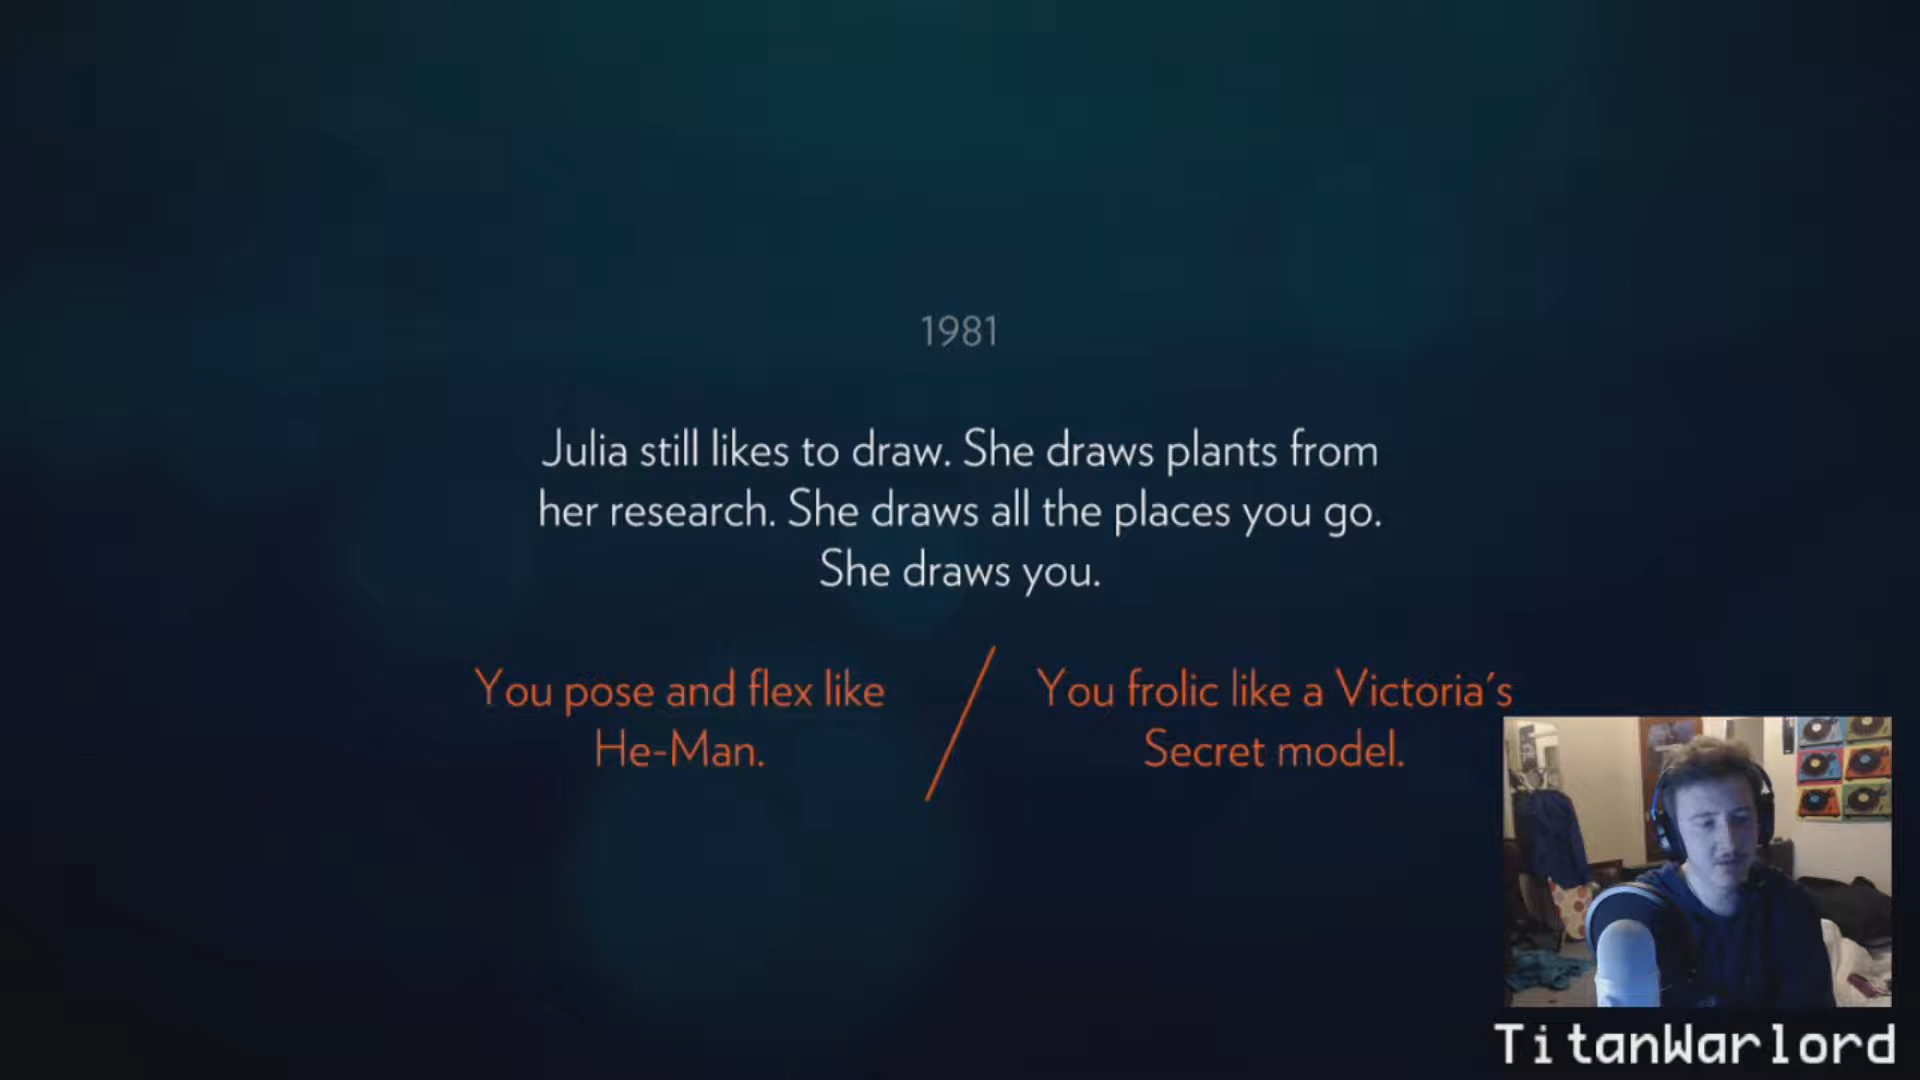 1981
Julia still likes to draw. She draws plants from
her research. She draws all the places you go.
She draws you.
You pose and flex like
He-Man.
You frolic like a Victoria's
Secret model.
TitanWarlord